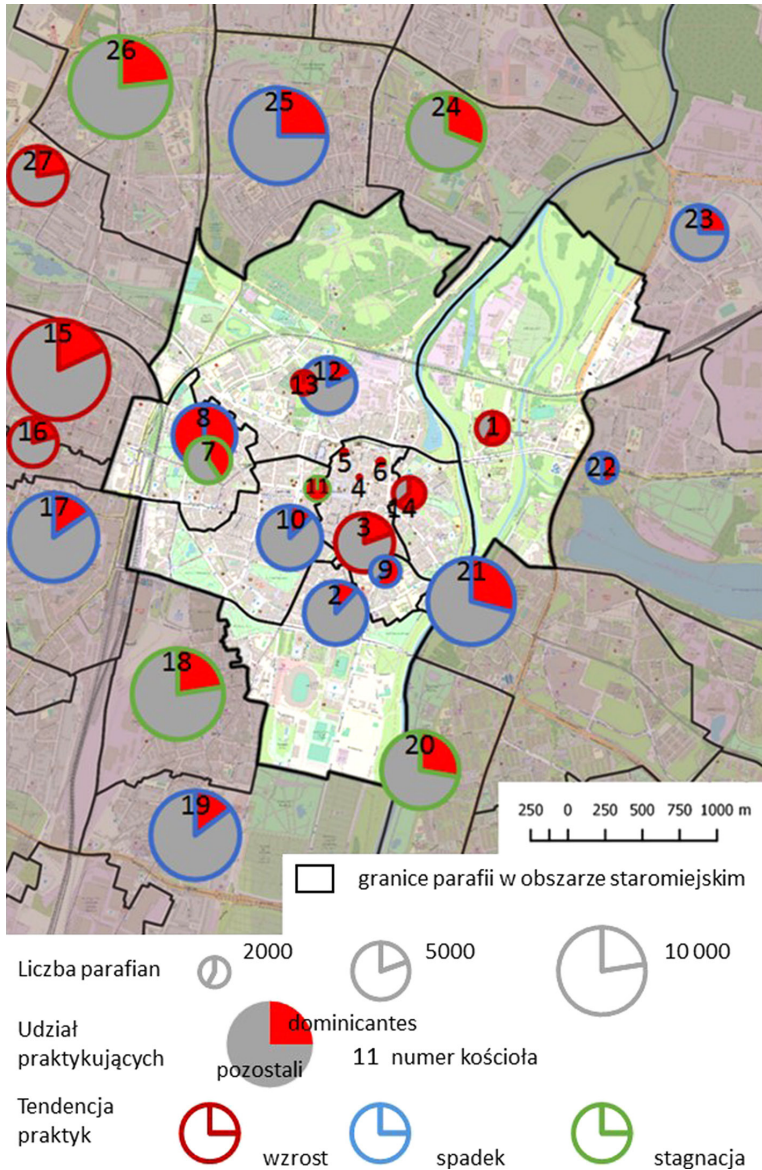 26
25
24
27
23
15
12
13
8
1
16
7
5
6
22
4
11
14
17
10
3
9
21
2
18
20
19
250 0 250 500 750 1000 m
granice parafii w obszarze staromiejskim
2000
5000
10 000
Liczba parafian
dominicantes
Udział
praktykujących
11 numer kościoła
pozostali
Tendencja
praktyk
wzrost
spadek
stagnacja